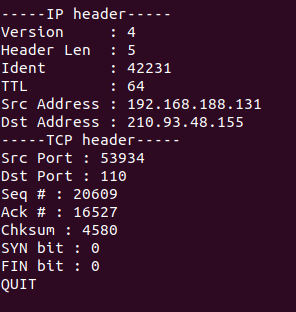 -----IP header-----
Version     : 4
Header Len  : 5
Ident       : 42231
TTL         : 64
Src Address : 192.168.188.131
Dst Address : 210.93.48.155
-----TCP header-----
Src Port : 53934
Dst Port : 110
Seq # : 20609
Ack # : 16527
Chksum : 4580
SYN bit : 0
FIN bit : 0
QUIT